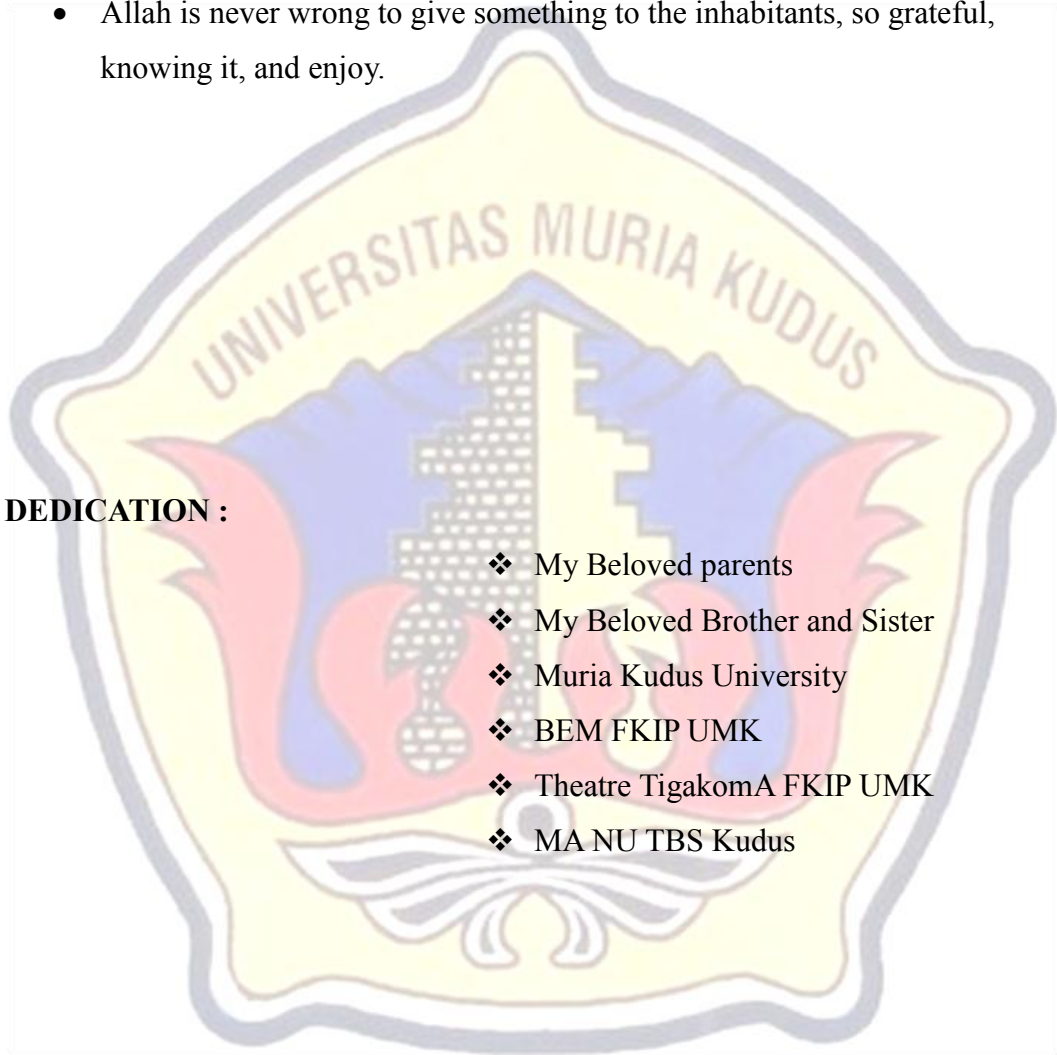 • Allah is never wrong to give something to the inhabitants, so grateful,
knowing it, and enjoy.
UNIVERSITAS MURIA KUDUS
DEDICATION :
❖ My Beloved parents
❖ My Beloved Brother and Sister
❖ Muria Kudus University
❖ BEM FKIP UMK
❖ Theatre TigakomA FKIP UMK
❖ MA NU TBS Kudus